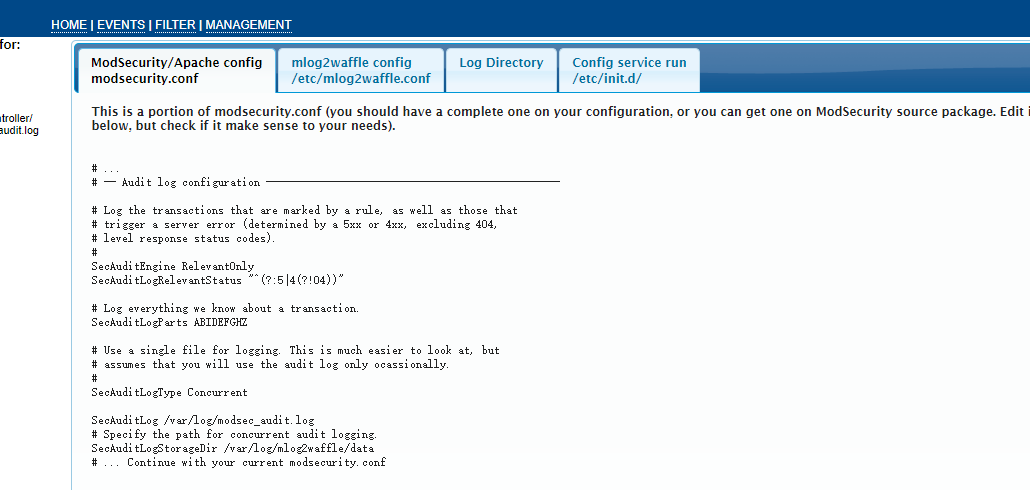 HOME | EVENTS | FILTER | MANAGEMENT
for:
ModSecurity/Apache config
modsecurity.conf
mlog2waffle config
/etc/mlog2waffle.conf
Log Directory
Config service run
/etc/init.d/
ntroller/
audit.log
This is a portion of modsecurity.conf (you should have a complete one on your configuration, or you can get one on ModSecurity source package. Edit i
below, but check if it make sense to your needs).
# ...
# -- Audit log configuration -------------------------------------------------
# Log the transactions that are marked by a rule, as well as those that
# trigger a server error (determined by a 5xx or 4xx, excluding 404,
# level response status codes).
#
SecAuditEngine RelevantOnly
SecAuditLogRelevantStatus "^(?:5|4(?!04))"
# Log everything we know about a transaction.
SecAuditLogParts ABIDEFGHZ
# Use a single file for logging. This is much easier to look at, but
# assumes that you will use the audit log only ocassionally.
#
SecAuditLogType Concurrent
SecAuditLog /var/log/modsec_audit.log
# Specify the path for concurrent audit logging.
SecAuditLogStorageDir /var/log/mlog2waffle/data
# ... Continue with your current modsecurity.conf